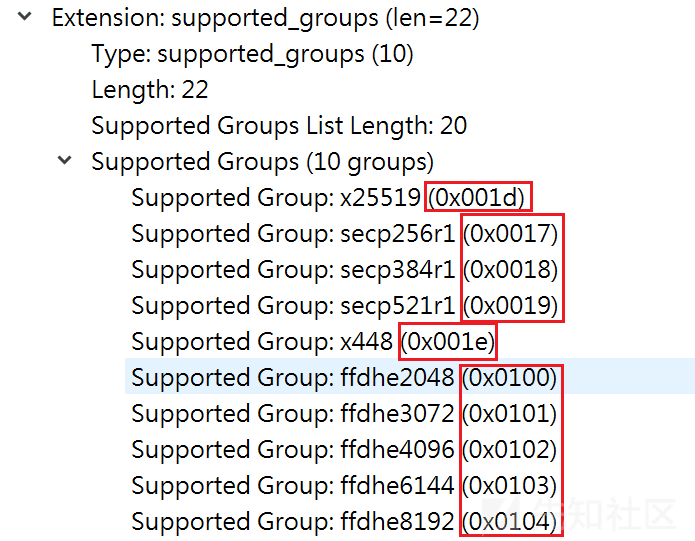 Extension: supported_groups (len=22)
Type: supported_groups (10)
Length: 22
Supported Groups List Length: 20
Supported Groups (10 groups)
Supported Group: x25519 (0x001d)
Supported Group: secp256r1 (0x0017)
Supported Group: secp384r1 (0x0018)
Supported Group: secp521r1 (0x0019)
Supported Group: x448 (0x001e)
Supported Group: ffdhe2048 (0x0100)
Supported Group: ffdhe3072 (0x0101)
Supported Group: ffdhe4096 (0x0102)
Supported Group: ffdhe6144 (0x0103)
Supported Group: ffdhe8192 (0x0104)
知社区